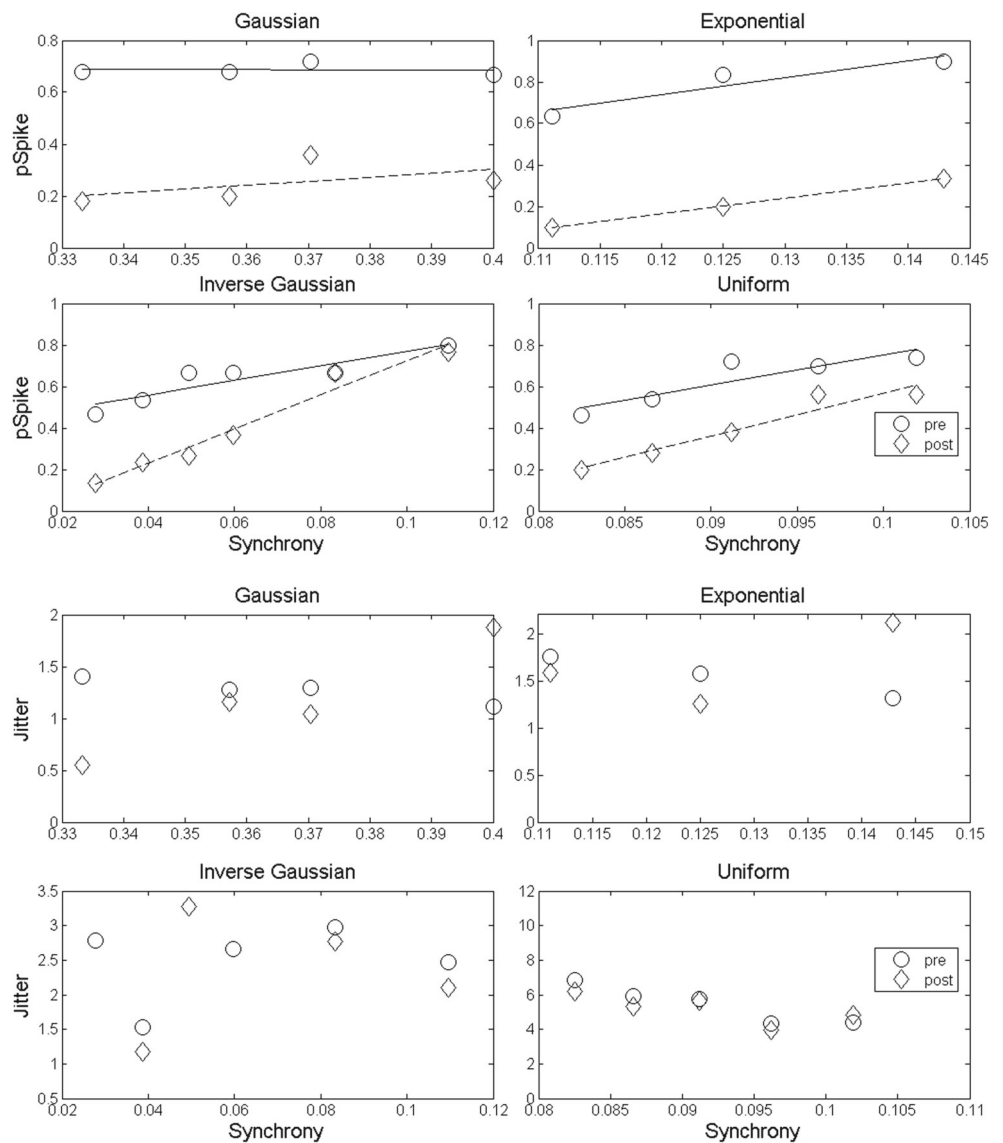 Gaussian
pSpike
0.8
0.6
0.4
0.2
0
0.33 0.34 0.35 0.36 0.37 0.38 0.39 0.4
Exponential
1
0.8
0.6
0.4
0.2
0
0.11 0.115 0.12 0.125 0.13 0.135 0.14 0.145
Inverse Gaussian
pSpike
1
0.8
0.6
0.4
0.2
0
0.02 0.04 0.06 0.08 0.1 0.12
Synchrony
Uniform
1
0.8
0.6
0.4
0.2
0
pre
post
0.08 0.085 0.09 0.095 0.1 0.105
Synchrony
Gaussian
Jitter
2
1.5
1
0.5
0
0.33 0.34 0.35 0.36 0.37 0.38 0.39 0.4
Exponential
2
1.5
1
0.5
0
0.11 0.115 0.12 0.125 0.13 0.135 0.14 0.145 0.15
Inverse Gaussian
Jitter
3.5
3
2.5
2
1.5
1
0.5
0.02 0.04 0.06 0.08 0.1 0.12
Synchrony
Uniform
12
10
8
6
4
2
0
pre
post
0.08 0.085 0.09 0.095 0.1 0.105 0.11
Synchrony